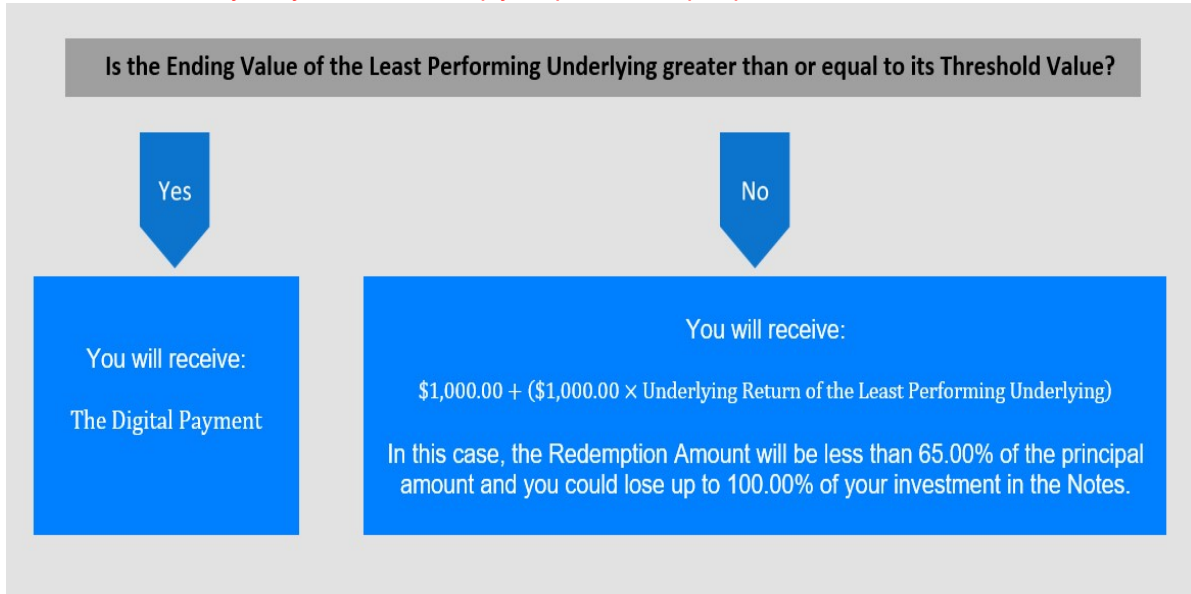 Is the Ending Value of the Least Performing Underlying greater than or equal to its Threshold Value?
Yes
No
You will receive:
The Digital Payment
You will receive:
$1,000.00 + ($1,000.00 × Underlying Return of the Least Performing Underlying)
In this case, the Redemption Amount will be less than 65.00% of the principal
amount and you could lose up to 100.00% of your investment in the Notes.